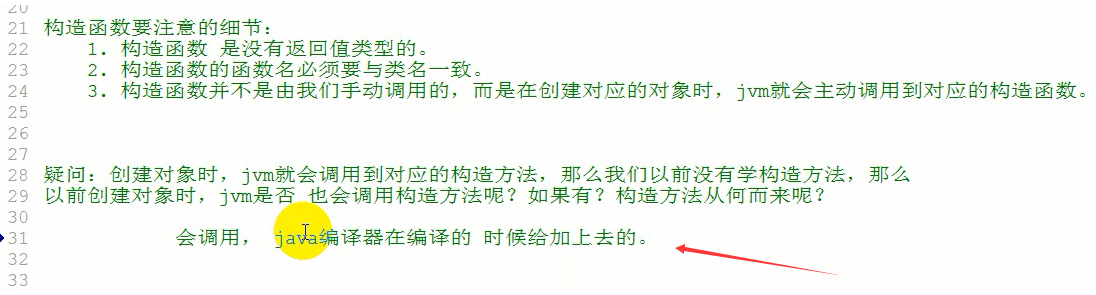 20
21 构造函数要注意的细节:
22 1. 构造函数 是没有返回值类型的。
23 2. 构造函数的函数名必须要与类名一致。
24 3. 构造函数并不是由我们手动调用的，而是在创建对应的对象时，jvm就会主动调用到对应的构造函数。
25
26
27
28 疑问: 创建对象时，jvm就会调用到对应的构造方法，那么我们以前没有学构造方法，那么
29 以前创建对象时，jvm是否 也会调用构造方法呢？如果有？构造方法从何而来呢？
30
31 会调用， java编译器在编译的 时候给加上去的。
32
33